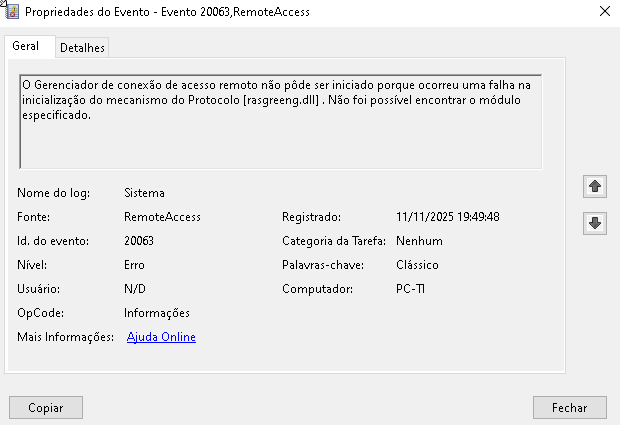 Propriedades do Evento - Evento 20063,RemoteAccess
Geral
Detalhes
O Gerenciador de conexão de acesso remoto não pôde ser iniciado porque ocorreu uma falha na
inicialização do mecanismo do Protocolo [rasgreeng.dll] . Não foi possível encontrar o módulo
especificado.
Nome do log: Sistema
Fonte: RemoteAccess Registrado: 11/11/2025 19:49:48
Id. do evento: 20063 Categoria da Tarefa: Nenhum
Nível: Erro Palavras-chave: Clássico
Usuário: N/D Computador: PC-TI
OpCode: Informações
Mais Informações: Ajuda Online
Copiar Fechar